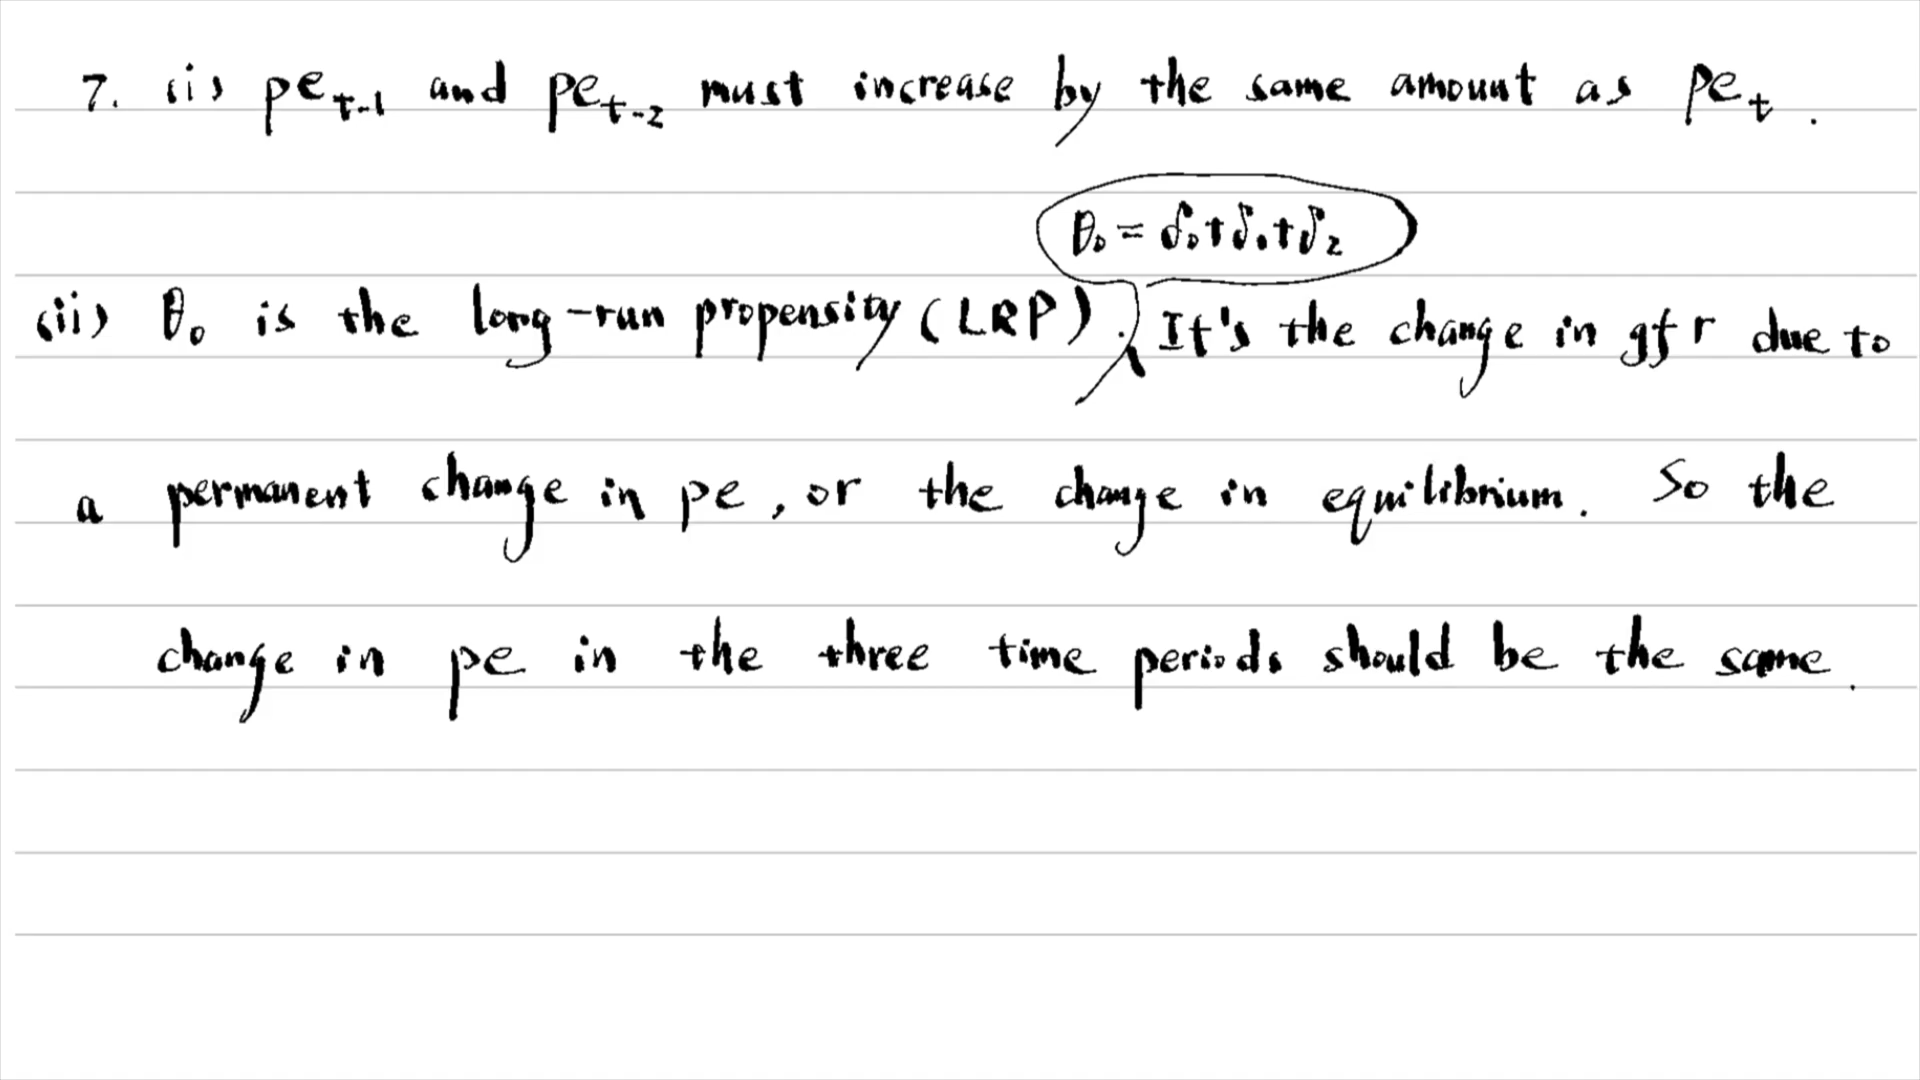 7. (i) pe_{t-1} and pe_{t-2} must increase by the same amount as pe_t.
θ₀ = δ₀+δ₁+δ₂
(ii) θ₀ is the long-run propensity (LRP). It's the change in gfr due to
a permanent change in pe, or the change in equilibrium. So the
change in pe in the three time periods should be the same.